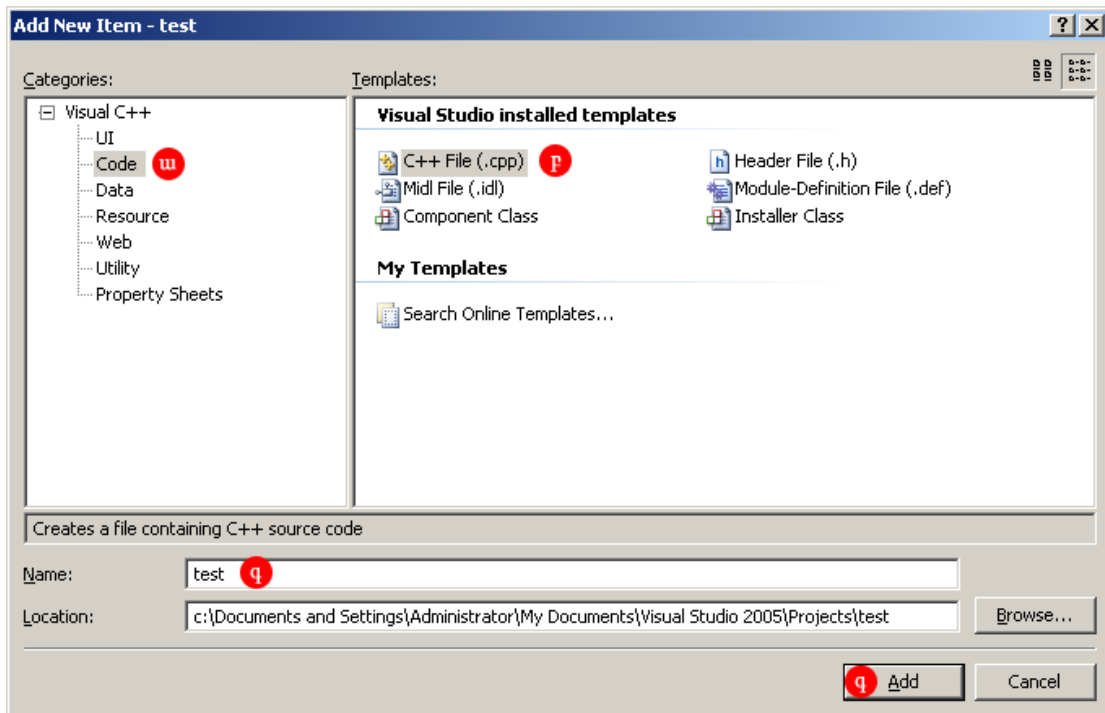 Add New Item - test
Categories:
Templates:
Visual C++
UI
Code ա
Data
Resource
Web
Utility
Property Sheets
Visual Studio installed templates
C++ File (.cpp) բ
Header File (.h)
Midl File (.idl)
Module-Definition File (.def)
Component Class
Installer Class
My Templates
Search Online Templates...
Creates a file containing C++ source code
Name: test գ
Location: c:\Documents and Settings\Administrator\My Documents\Visual Studio 2005\Projects\test Browse...
գ Add Cancel